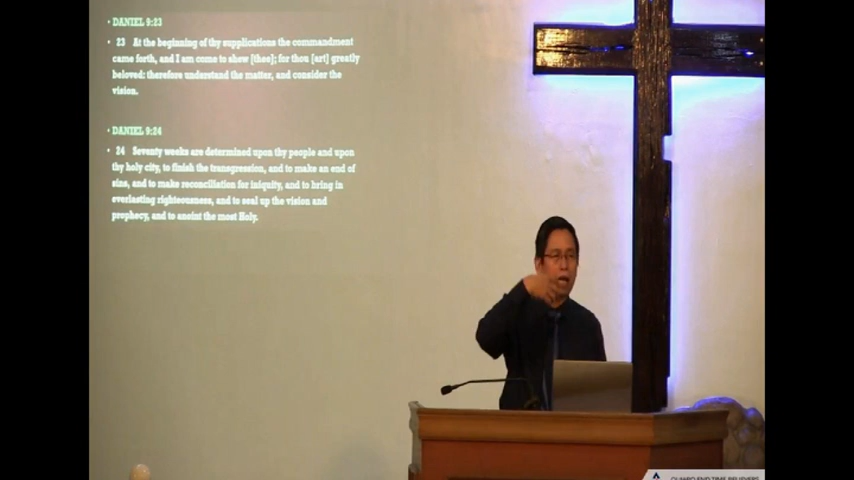 • DANIEL 9:23
• 23 At the beginning of thy supplications the commandment
came forth, and I am come to shew [thee]; for thou [art] greatly
beloved: therefore understand the matter, and consider the
vision.
• DANIEL 9:24
• 24 Seventy weeks are determined upon thy people and upon
thy holy city, to finish the transgression, and to make an end of
sins, and to make reconciliation for iniquity, and to bring in
everlasting righteousness, and to seal up the vision and
prophecy, and to anoint the most Holy.
END TIME BELIEVERS